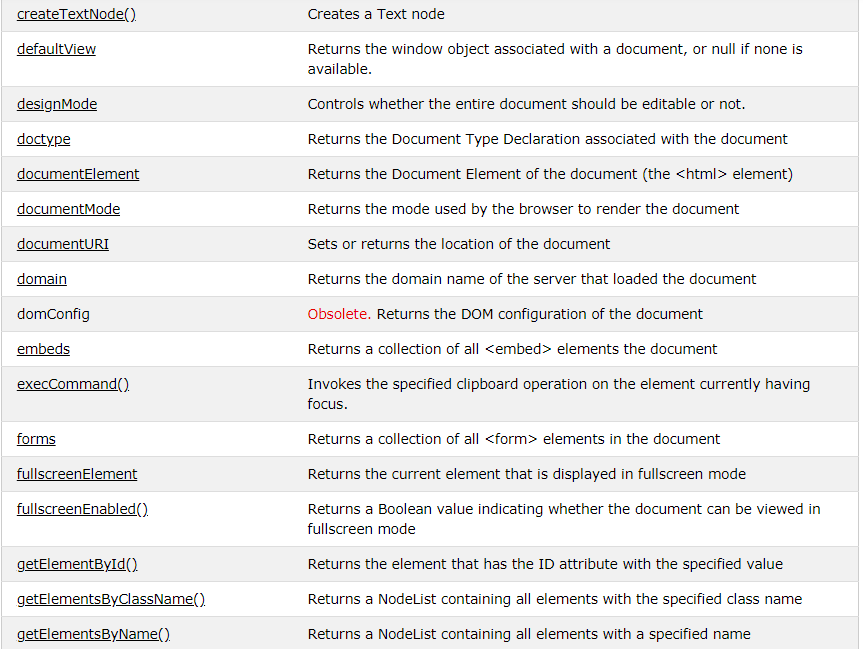 createTextNode() Creates a Text node
defaultView Returns the window object associated with a document, or null if none is
available.
designMode Controls whether the entire document should be editable or not.
doctype Returns the Document Type Declaration associated with the document
documentElement Returns the Document Element of the document (the <html> element)
documentMode Returns the mode used by the browser to render the document
documentURI Sets or returns the location of the document
domain Returns the domain name of the server that loaded the document
domConfig Obsolete. Returns the DOM configuration of the document
embeds Returns a collection of all <embed> elements the document
execCommand() Invokes the specified clipboard operation on the element currently having
focus.
forms Returns a collection of all <form> elements in the document
fullscreenElement Returns the current element that is displayed in fullscreen mode
fullscreenEnabled() Returns a Boolean value indicating whether the document can be viewed in
fullscreen mode
getElementById() Returns the element that has the ID attribute with the specified value
getElementsByClassName() Returns a NodeList containing all elements with the specified class name
getElementsByName() Returns a NodeList containing all elements with a specified name